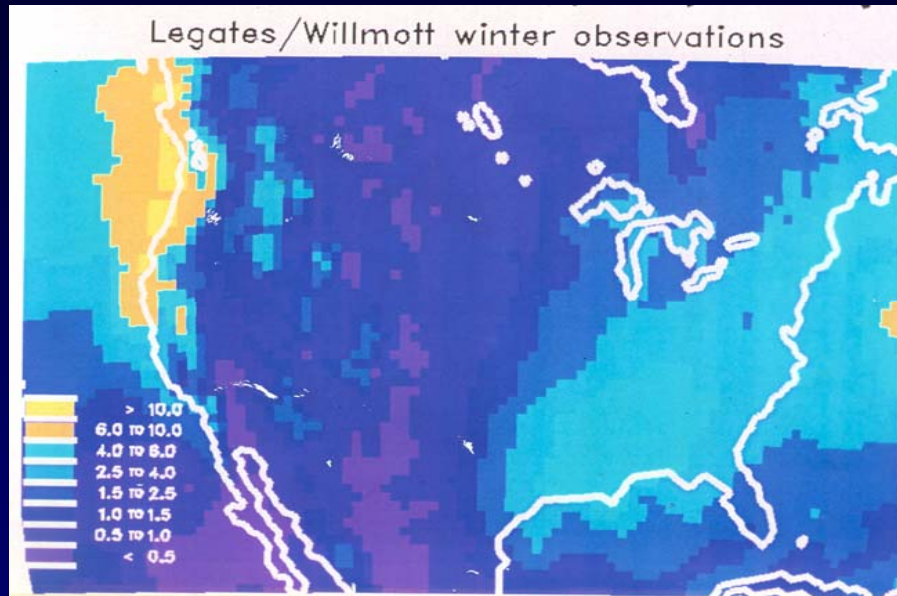 Legates/Willmott winter observations
> 10.0
6.0 TO 10.0
4.0 TO 6.0
2.5 TO 4.0
1.5 TO 2.5
1.0 TO 1.5
0.5 TO 1.0
< 0.5